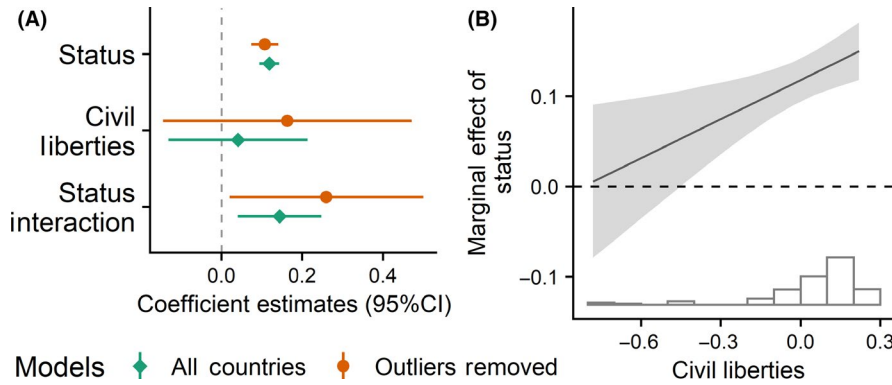 (A)
Status
Civil
liberties
Status
interaction
0.0 0.2 0.4
Coefficient estimates (95%CI)
(B)
Marginal effect of
status
0.1
0.0
−0.1
−0.6 −0.3 0.0 0.3
Civil liberties
Models All countries Outliers removed